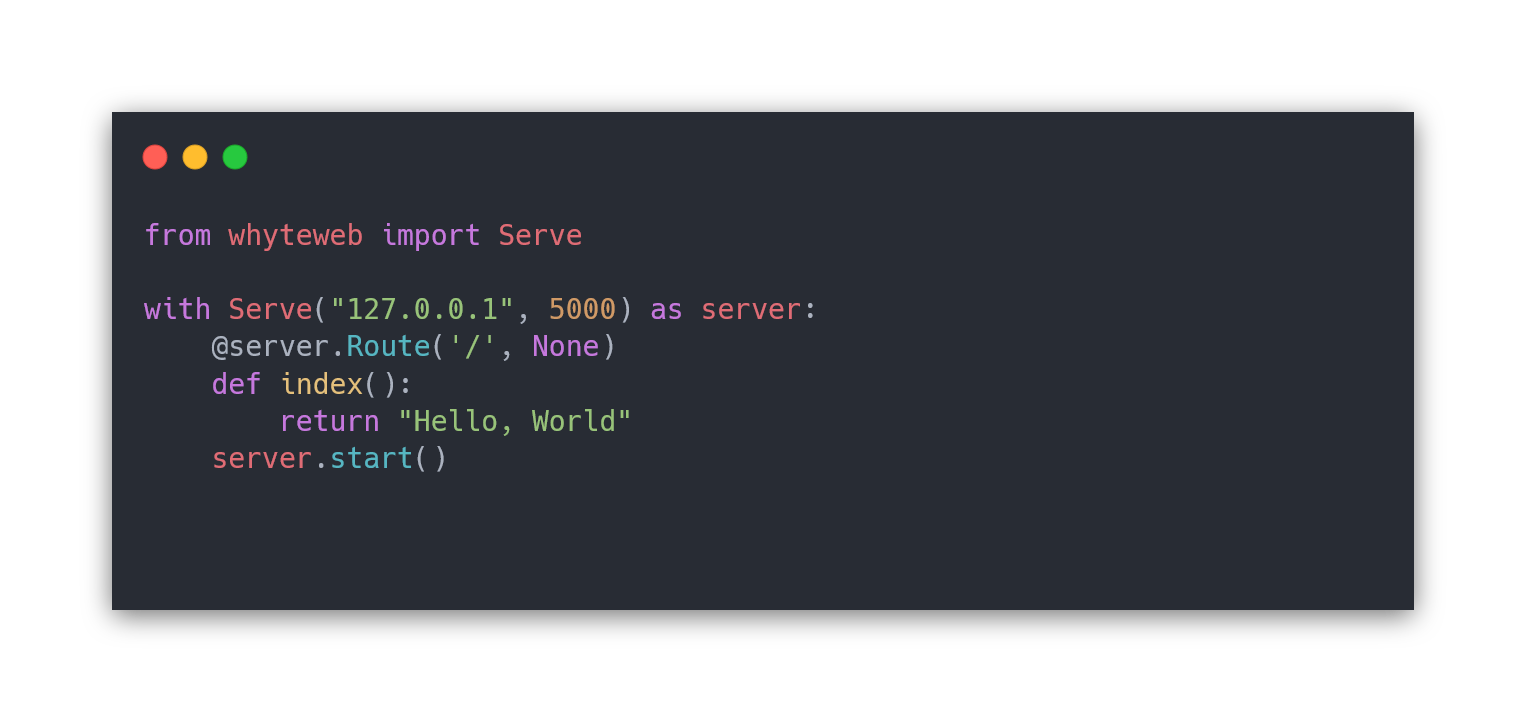 from whyteweb import Serve
with Serve("127.0.0.1", 5000) as server:
    @server.Route('/', None)
    def index():
        return "Hello, World"
    server.start()